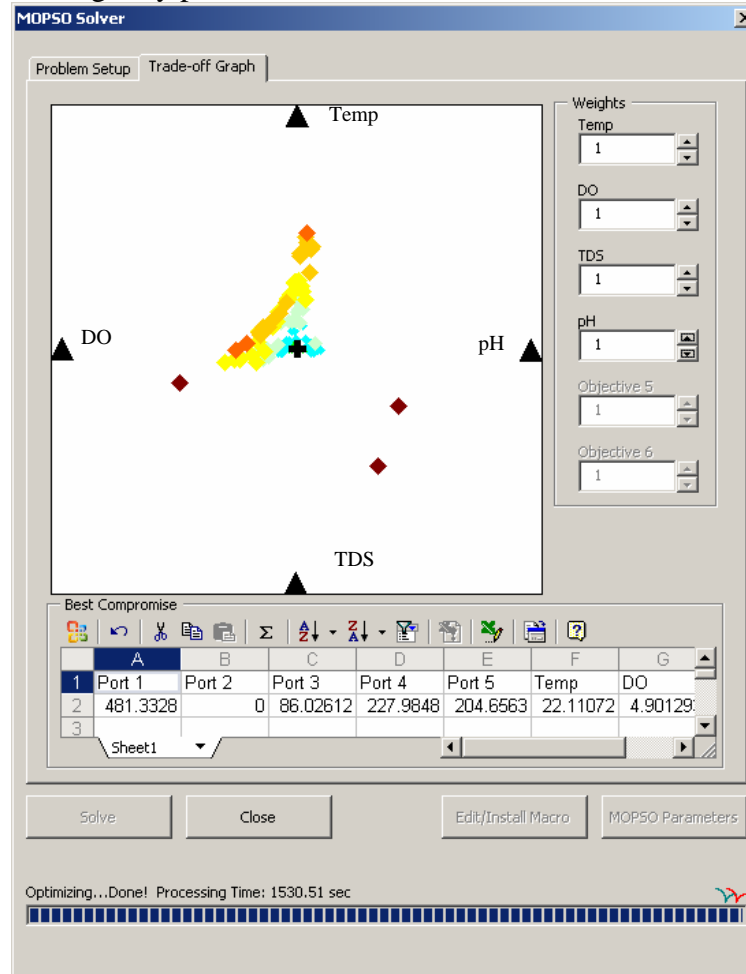 MOPSO Solver
Problem Setup Trade-off Graph
Temp
DO
pH
TDS
Weights
Temp
1
DO
1
TDS
1
pH
1
Objective 5
1
Objective 6
1
Best Compromise
A B C D E F G
1 Port 1 Port 2 Port 3 Port 4 Port 5 Temp DO
2 481.3328 0 86.02612 227.9848 204.6563 22.11072 4.90129
3
Sheet1
Solve Close Edit/Install Macro MOPSO Parameters
Optimizing...Done! Processing Time: 1530.51 sec